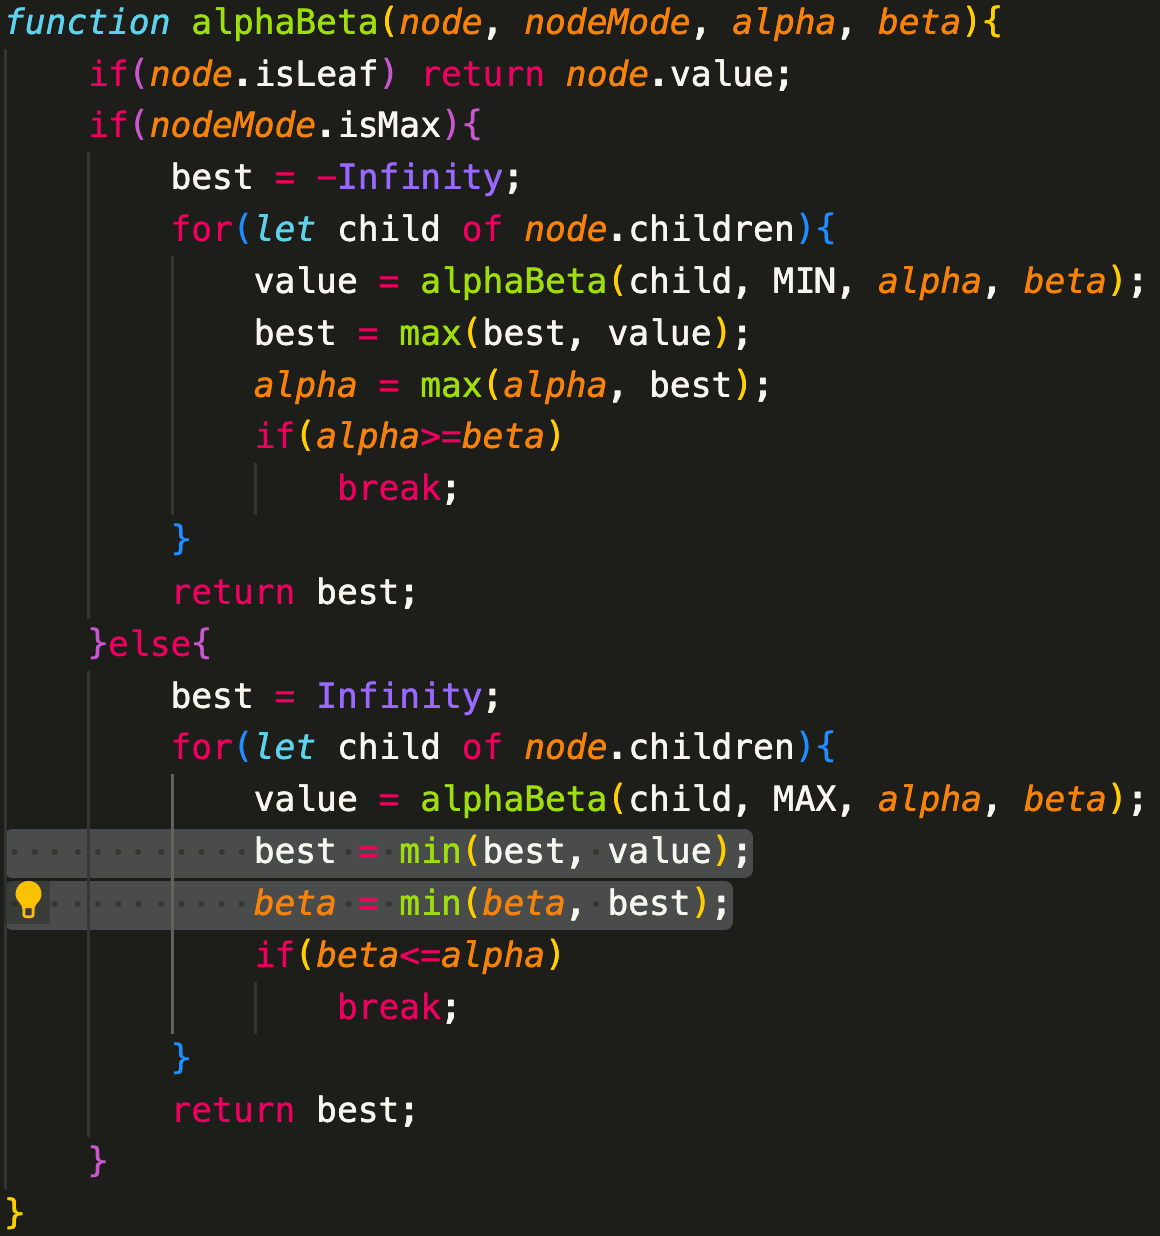 function alphaBeta(node, nodeMode, alpha, beta){
    if(node.isLeaf) return node.value;
    if(nodeMode.isMax){
        best = -Infinity;
        for(let child of node.children){
            value = alphaBeta(child, MIN, alpha, beta);
            best = max(best, value);
            alpha = max(alpha, best);
            if(alpha>=beta)
                break;
        }
        return best;
    }else{
        best = Infinity;
        for(let child of node.children){
            value = alphaBeta(child, MAX, alpha, beta);
            best = min(best, value);
            beta = min(beta, best);
            if(beta<=alpha)
                break;
        }
        return best;
    }
}